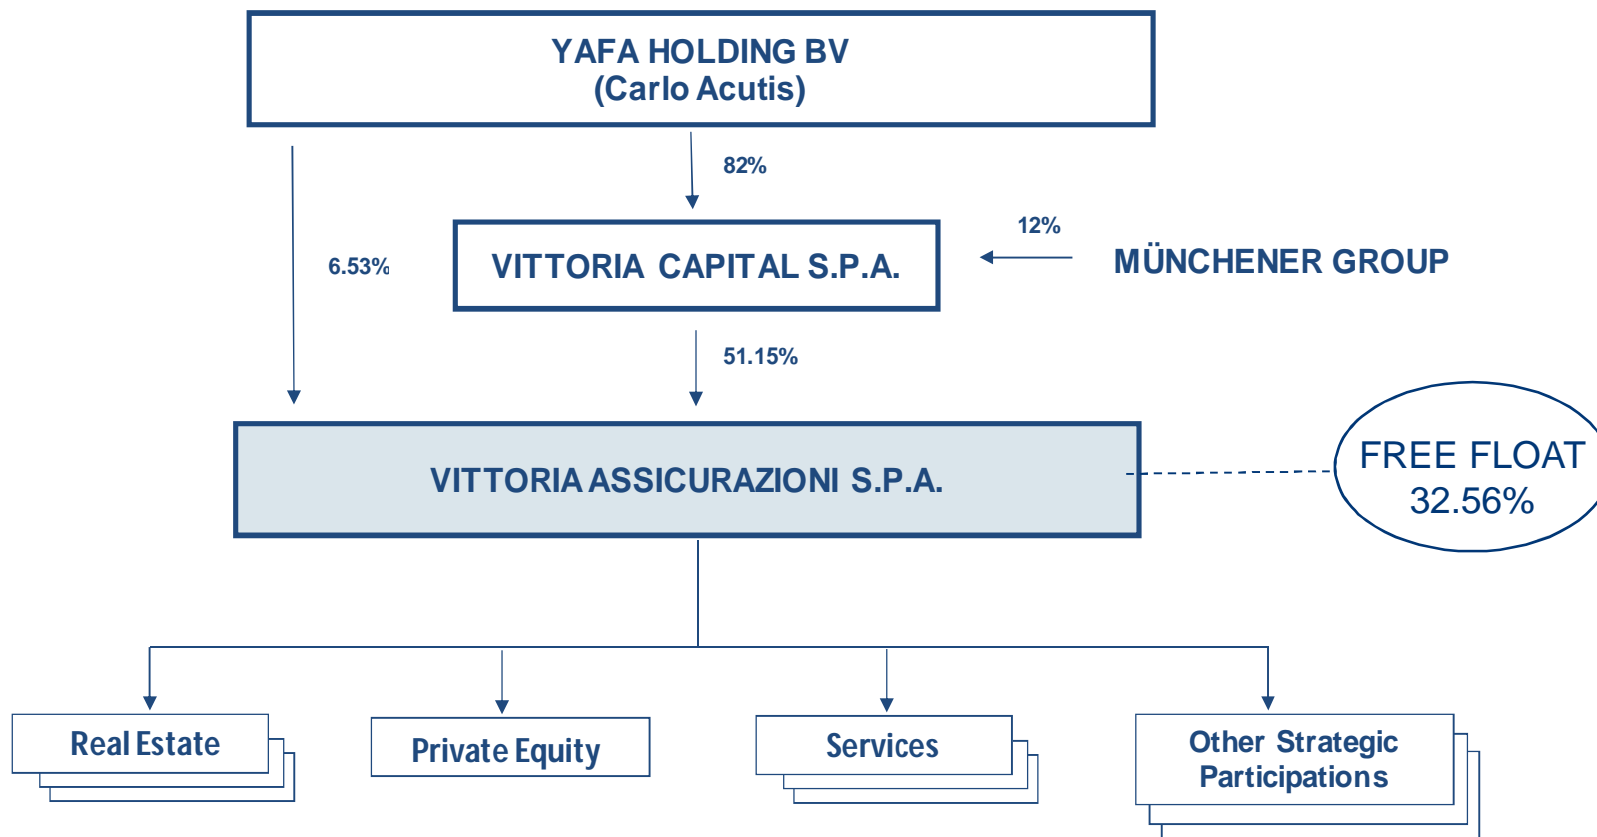 YAFA HOLDING BV
(Carlo Acutis)
82%
12%
6.53%
VITTORIA CAPITAL S.P.A.
MÜNCHENER GROUP
51.15%
VITTORIA ASSICURAZIONI S.P.A.
FREE FLOAT
32.56%
Real Estate
Private Equity
Services
Other Strategic
Participations